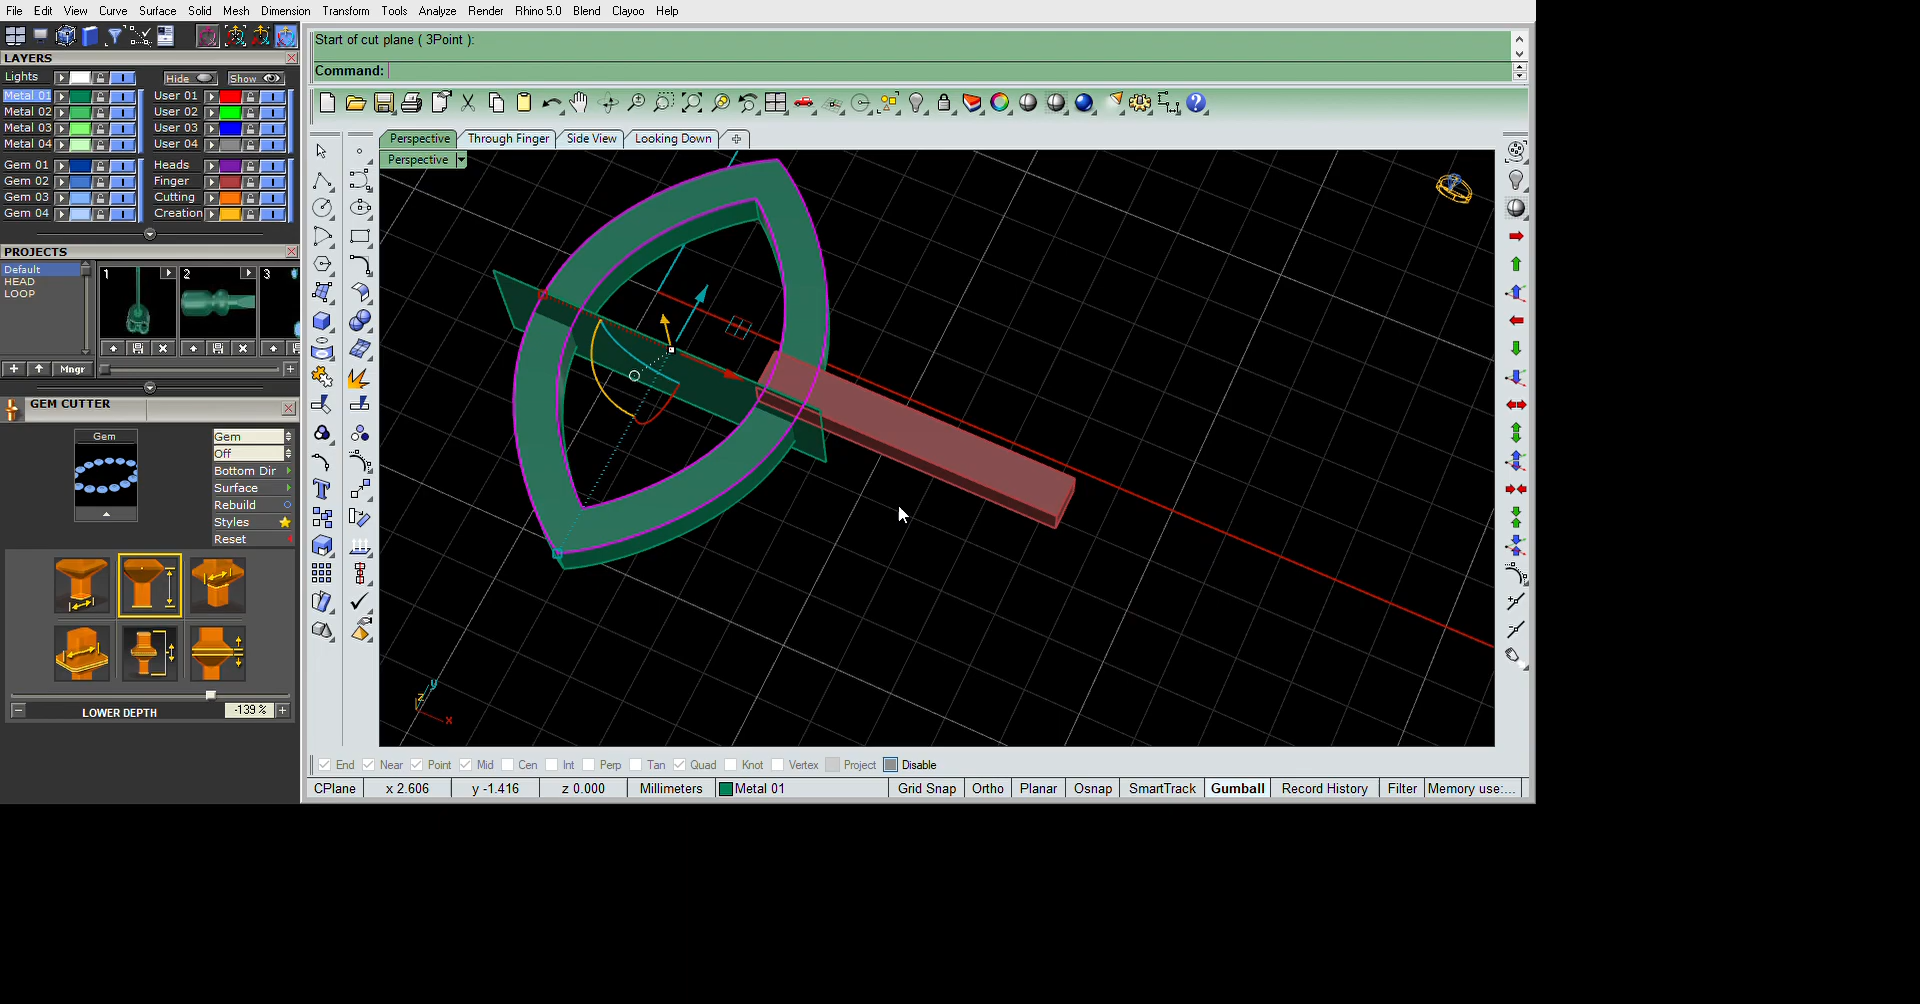 File Edit View Curve Surface Solid Mesh Dimension Transform Tools Analyze Render Rhino 5.0 Blend Clayoo Help
Start of cut plane ( 3Point ):
Command:
LAYERS
Lights Hide Show
Metal 01 User 01
Metal 02 User 02
Metal 03 User 03
Metal 04 User 04
Gem 01 Heads
Gem 02 Finger
Gem 03 Cutting
Gem 04 Creation
PROJECTS
Default
HEAD
LOOP
1 2 3
Mngr
GEM CUTTER
Gem
Gem
Off
Bottom Dir
Surface
Rebuild
Styles
Reset
LOWER DEPTH -139 %
Perspective Through Finger Side View Looking Down
Perspective
z y x
End Near Point Mid Cen Int Perp Tan Quad Knot Vertex Project Disable
CPlane x 2.606 y -1.416 z 0.000 Millimeters Metal 01 Grid Snap Ortho Planar Osnap SmartTrack Gumball Record History Filter Memory use:...